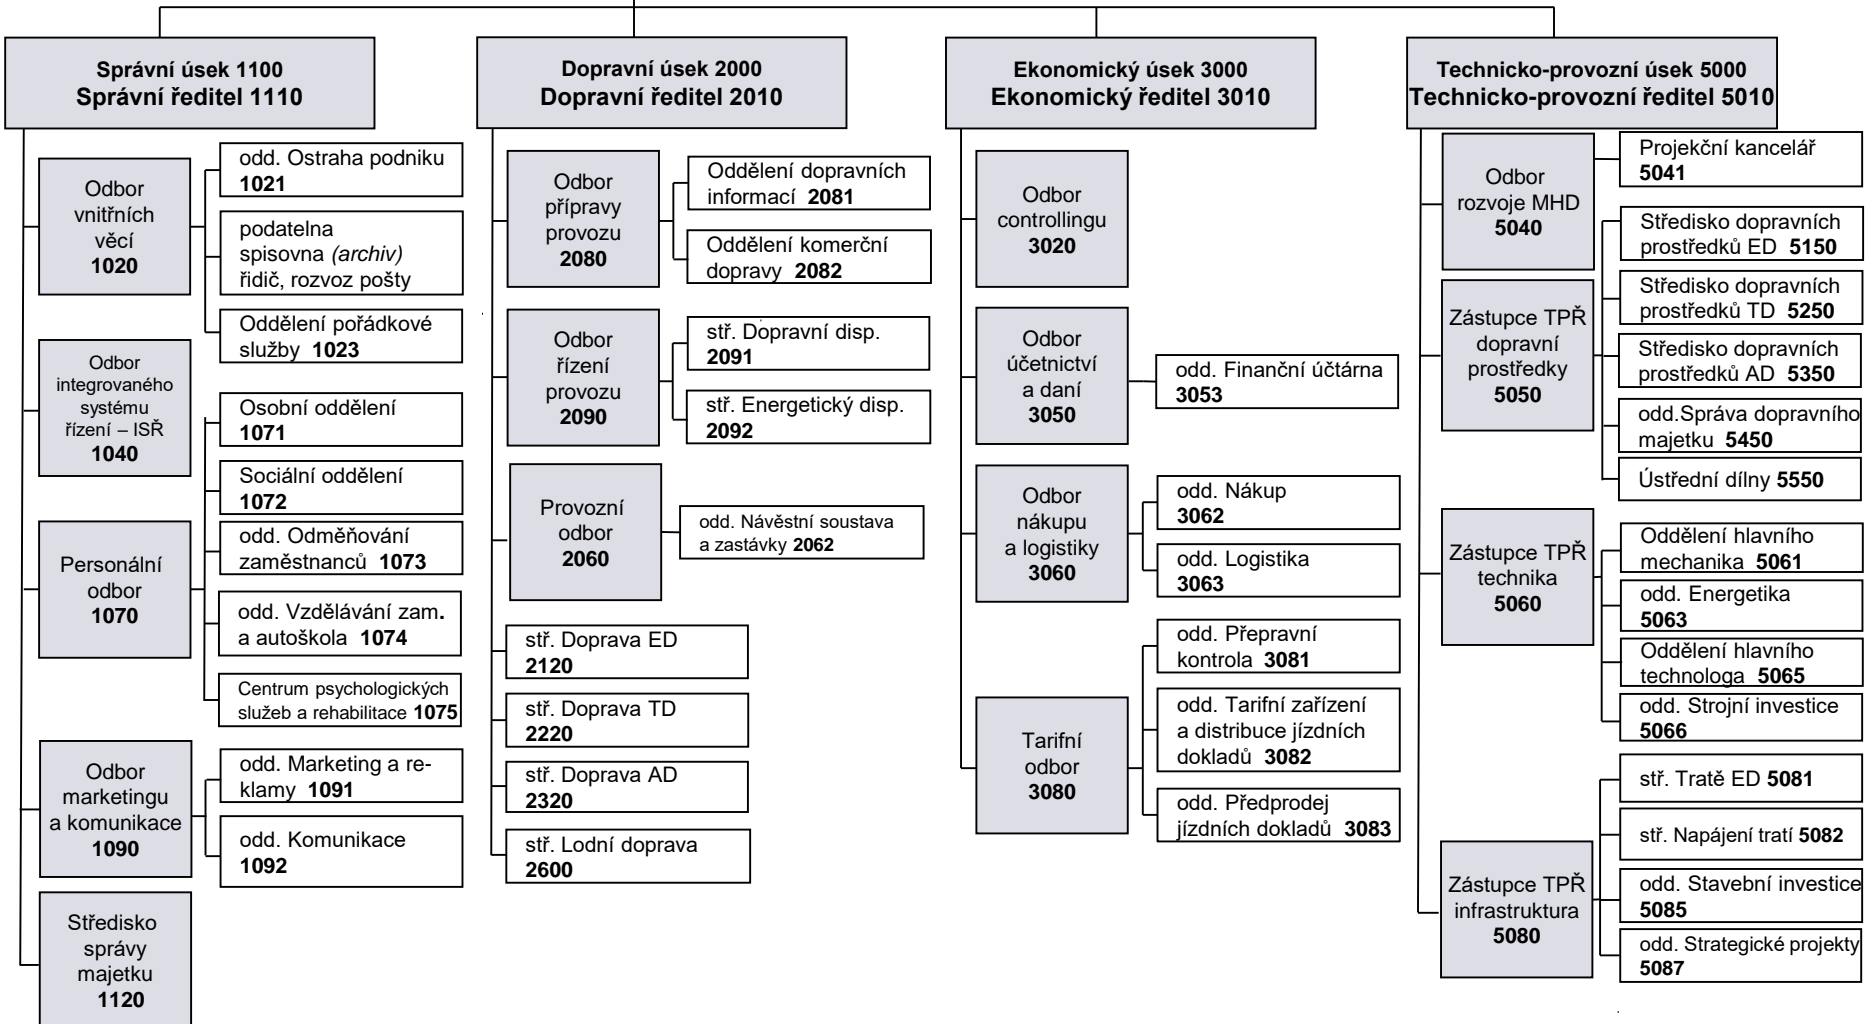 Správní úsek 1100
Správní ředitel 1110
Odbor
vnitřních
věcí
1020
odd. Ostraha podniku
1021
podatelna
spisovna (archiv)
řidič, rozvoz pošty
Oddělení pořádkové
služby 1023
Odbor
integrovaného
systému
řízení – ISŘ
1040
Personální
odbor
1070
Osobní oddělení
1071
Sociální oddělení
1072
odd. Odměňování
zaměstnanců 1073
odd. Vzdělávání zam.
a autoškola 1074
Centrum psychologických
služeb a rehabilitace 1075
Odbor
marketingu
a komunikace
1090
odd. Marketing a re-
klamy 1091
odd. Komunikace
1092
Středisko
správy
majetku
1120
Dopravní úsek 2000
Dopravní ředitel 2010
Odbor
přípravy
provozu
2080
Oddělení dopravních
informací 2081
Oddělení komerční
dopravy 2082
Odbor
řízení
provozu
2090
stř. Dopravní disp.
2091
stř. Energetický disp.
2092
Provozní
odbor
2060
odd. Návěstní soustava
a zastávky 2062
stř. Doprava ED
2120
stř. Doprava TD
2220
stř. Doprava AD
2320
stř. Lodní doprava
2600
Ekonomický úsek 3000
Ekonomický ředitel 3010
Odbor
controllingu
3020
Odbor
účetnictví
a daní
3050
odd. Finanční účtárna
3053
Odbor
nákupu
a logistiky
3060
odd. Nákup
3062
odd. Logistika
3063
Tarifní
odbor
3080
odd. Přepravní
kontrola 3081
odd. Tarifní zařízení
a distribuce jízdních
dokladů 3082
odd. Předprodej
jízdních dokladů 3083
Technicko-provozní úsek 5000
Technicko-provozní ředitel 5010
Odbor
rozvoje MHD
5040
Projekční kancelář
5041
Zástupce TPŘ
dopravní
prostředky
5050
Středisko dopravních
prostředků ED 5150
Středisko dopravních
prostředků TD 5250
Středisko dopravních
prostředků AD 5350
odd.Správa dopravního
majetku 5450
Ústřední dílny 5550
Zástupce TPŘ
technika
5060
Oddělení hlavního
mechanika 5061
odd. Energetika
5063
Oddělení hlavního
technologa 5065
odd. Strojní investice
5066
Zástupce TPŘ
infrastruktura
5080
stř. Tratě ED 5081
stř. Napájení tratí 5082
odd. Stavební investice
5085
odd. Strategické projekty
5087